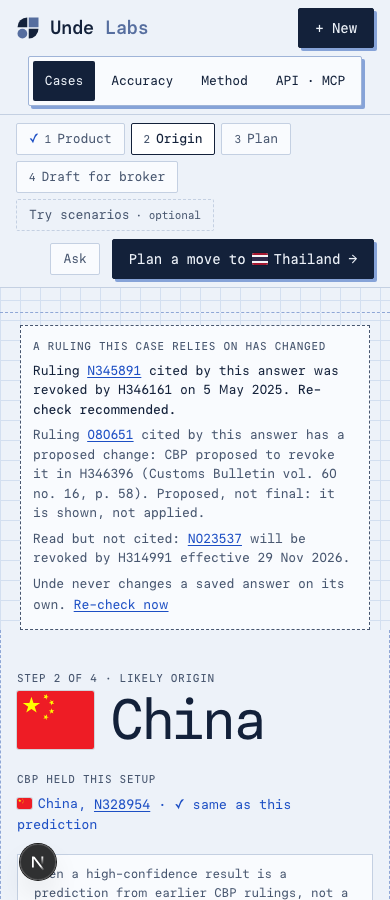 Unde Labs
+ New
Cases Accuracy Method API · MCP
✓ 1 Product 2 Origin 3 Plan
4 Draft for broker
Try scenarios · optional
Ask Plan a move to Thailand →
A RULING THIS CASE RELIES ON HAS CHANGED
Ruling N345891 cited by this answer was
revoked by H346161 on 5 May 2025. Re-
check recommended.
Ruling 080651 cited by this answer has a
proposed change: CBP proposed to revoke
it in H346396 (Customs Bulletin vol. 60
no. 16, p. 58). Proposed, not final: it
is shown, not applied.
Read but not cited: N023537 will be
revoked by H314991 effective 29 Nov 2026.
Unde never changes a saved answer on its
own. Re-check now
STEP 2 OF 4 · LIKELY ORIGIN
China
CBP HELD THIS SETUP
China, N328954 · ✓ same as this
prediction
N
a high-confidence result is a
prediction from earlier CBP rulings, not a